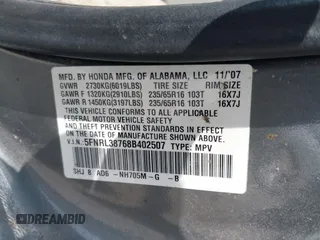 MFD. BY HONDA MFG. OF ALABAMA, LLC 11/'07
GVWR 2730KG(6019LBS) TIRE SIZE RIM SIZE
GAWR F 1320KG(2910LBS) 235/65R16 103T 16X7J
GAWR R 1450KG(3197LBS) 235/65R16 103T 16X7J
THIS VEHICLE CONFORMS TO ALL APPLICABLE
FEDERAL MOTOR VEHICLE SAFETY AND THEFT
PREVENTION STANDARDS IN EFFECT ON THE DATE
OF MANUFACTURE SHOWN ABOVE.
V.I.N: 5FNRL38768B402507 TYPE: MPV
SHJ 8 AD6 -NH705M-G -B
DREAMBID